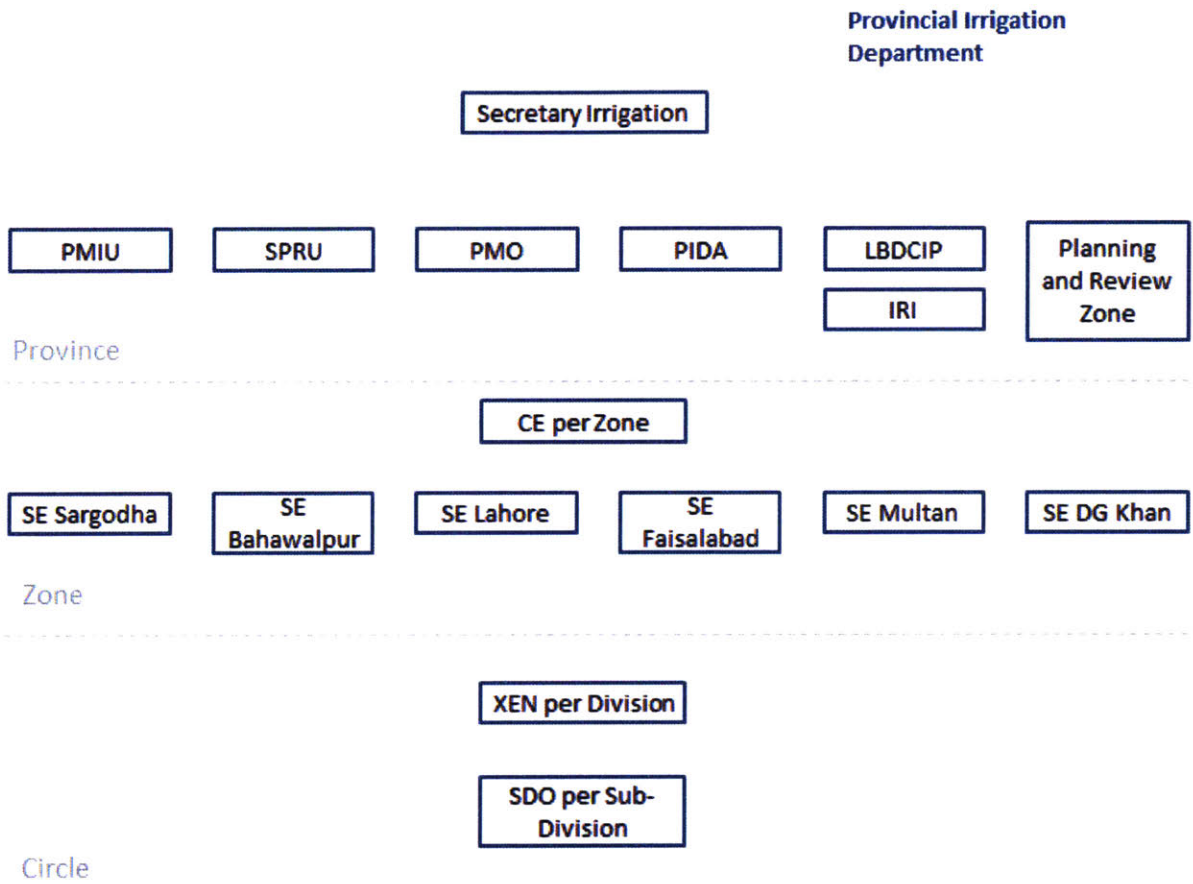 Provincial Irrigation
Department
Secretary Irrigation
PMIU
SPRU
PMO
PIDA
LBDCIP
IRI
Planning
and Review
Zone
Province
CE per Zone
SE Sargodha
SE
Bahawalpur
SE Lahore
SE
Faisalabad
SE Multan
SE DG Khan
Zone
XEN per Division
SDO per Sub-
Division
Circle